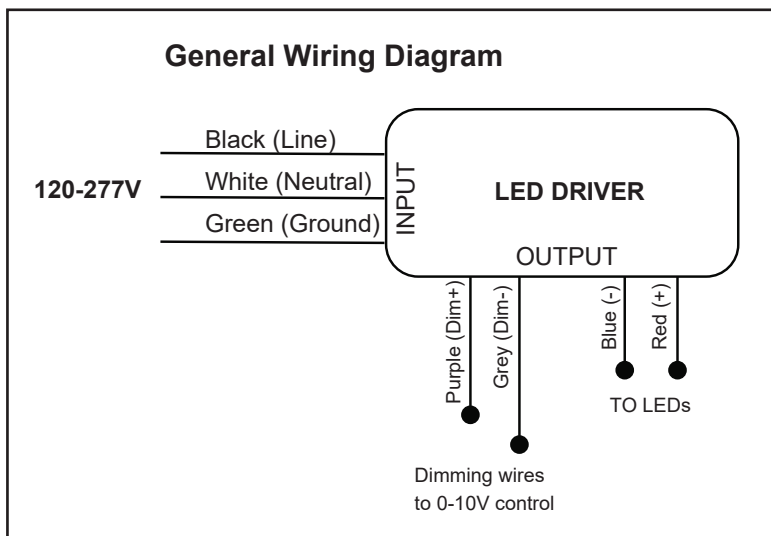 General Wiring Diagram
Black (Line)
120-277V
White (Neutral)
Green (Ground)
INPUT
LED DRIVER
OUTPUT
Purple (Dim+)
Grey (Dim-)
Blue (-)
Red (+)
TO LEDs
Dimming wires
to 0-10V control